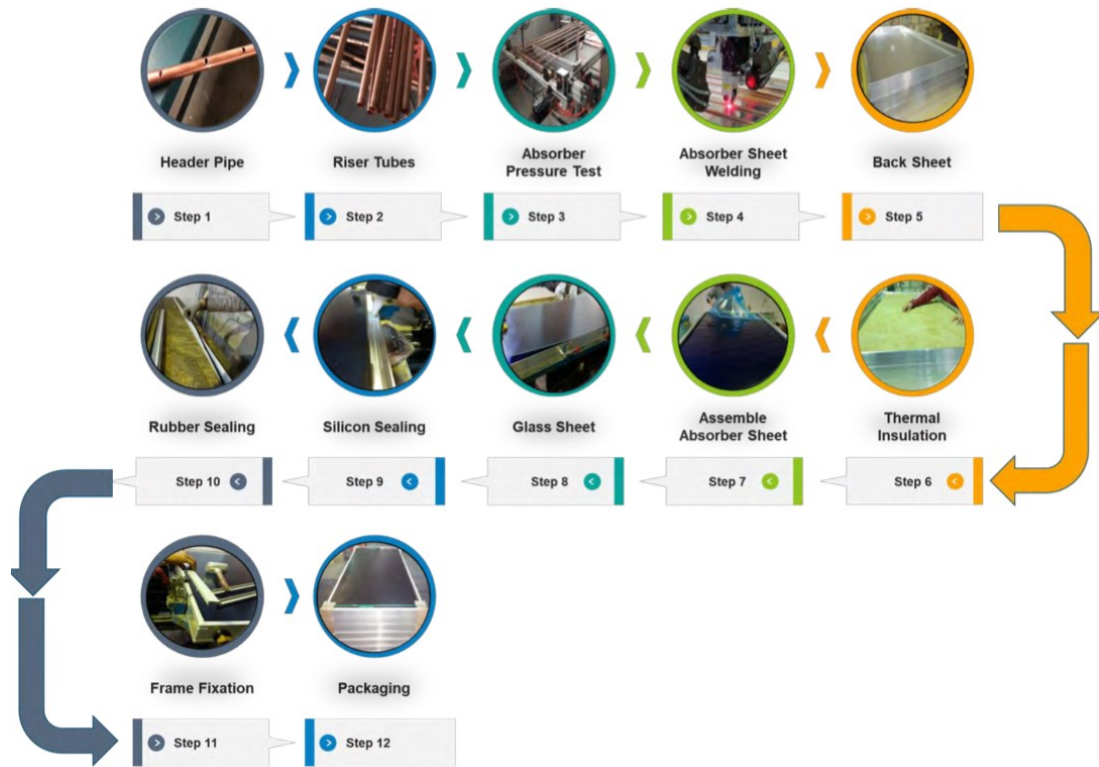 Header Pipe
Riser Tubes
Absorber
Pressure Test
Absorber Sheet
Welding
Back Sheet
Step 1
Step 2
Step 3
Step 4
Step 5
Thermal
Insulation
Assemble
Absorber Sheet
Glass Sheet
Silicon Sealing
Rubber Sealing
Step 6
Step 7
Step 8
Step 9
Step 10
Frame Fixation
Packaging
Step 11
Step 12